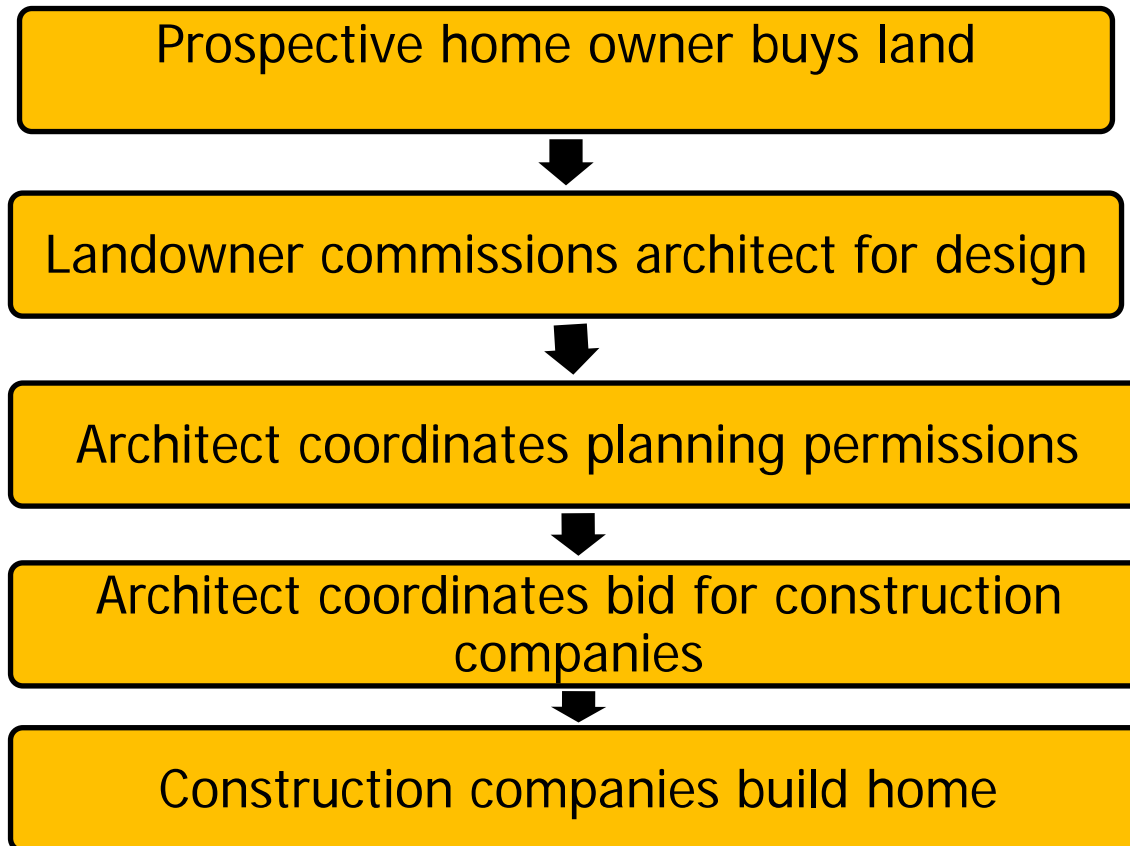 Prospective home owner buys land
Landowner commissions architect for design
Architect coordinates planning permissions
Architect coordinates bid for construction
companies
Construction companies build home